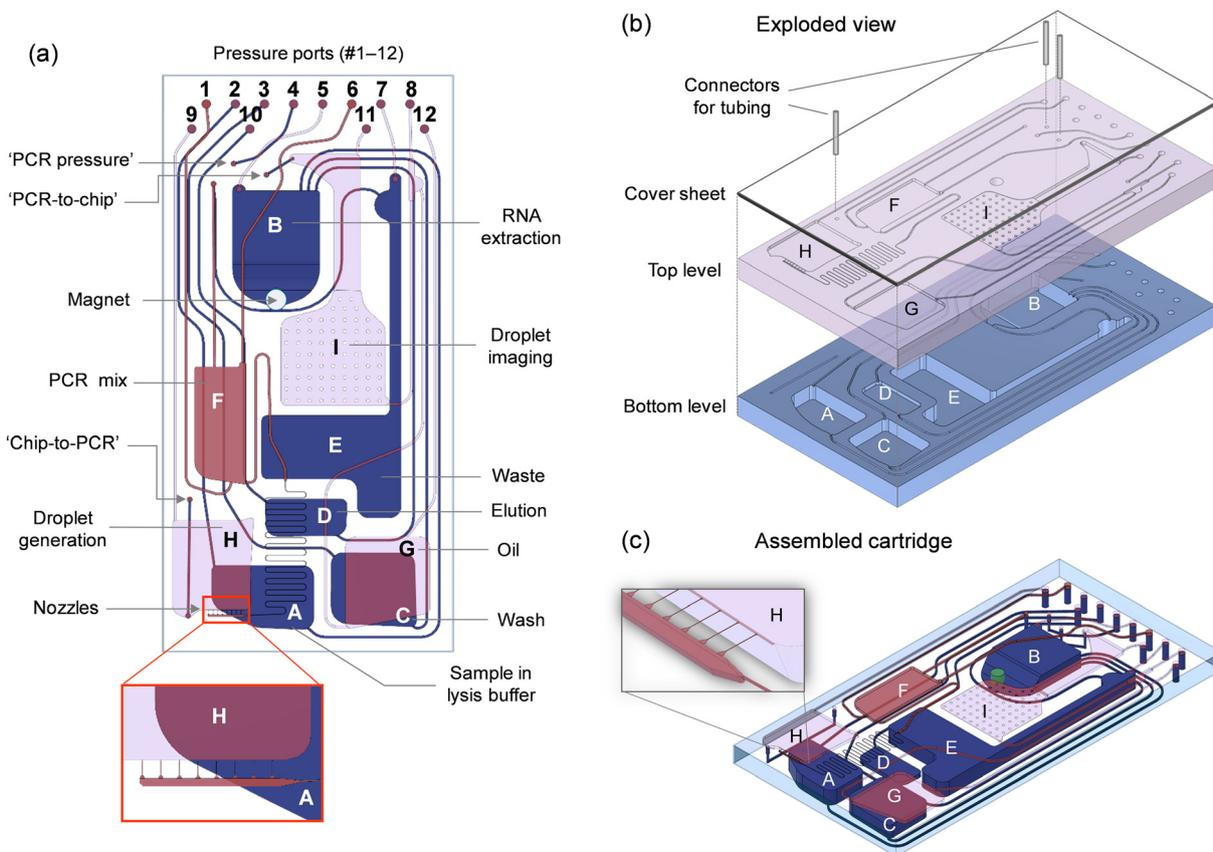 (a)
Pressure ports (#1–12)
1 2 3 4 5 6 7 8
9 10 11 12
‘PCR pressure’
‘PCR-to-chip’
B
RNA
extraction
Magnet
I
Droplet
imaging
PCR mix
F
‘Chip-to-PCR’
E
Waste
D
Elution
Droplet
generation
H
G
Oil
Nozzles
A
C
Wash
Sample in
lysis buffer
H
A
(b)
Exploded view
Connectors
for tubing
Cover sheet
F
I
H
Top level
G
B
Bottom level
D
E
A
C
(c)
Assembled cartridge
H
B
F
I
H
E
D
A
G
C